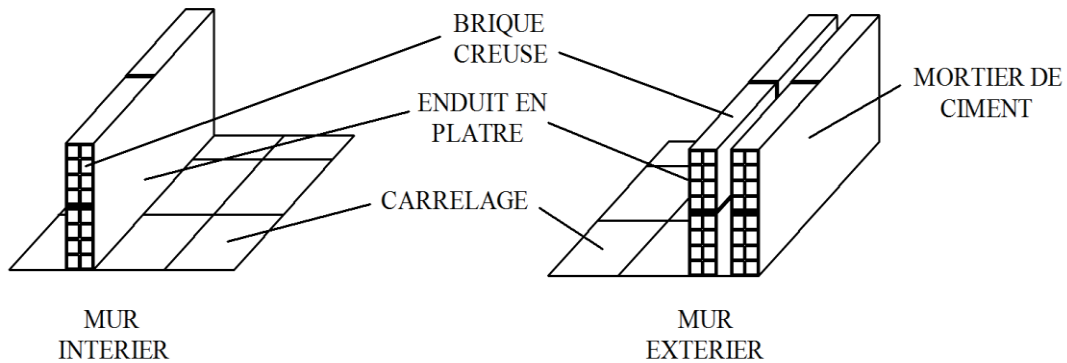 BRIQUE
CREUSE
ENDUIT EN
PLATRE
CARRELAGE
MORTIER DE
CIMENT
MUR
INTERIER
MUR
EXTERIER